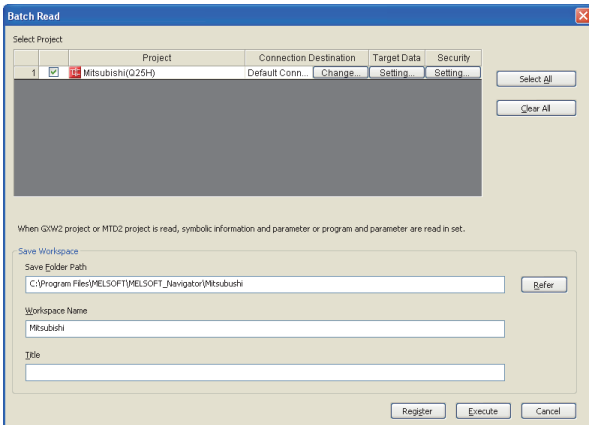 Batch Read
Select Project
Project Connection Destination Target Data Security
1 Mitsubishi(Q25H) Default Conn... Change... Setting... Setting...
Select All
Clear All
When GXW2 project or MTD2 project is read, symbolic information and parameter or program and parameter are read in set.
Save Workspace
Save Folder Path
C:\Program Files\MELSOFT\MELSOFT_Navigator\Mitsubushi
Refer
Workspace Name
Mitsubishi
Title
Register Execute Cancel